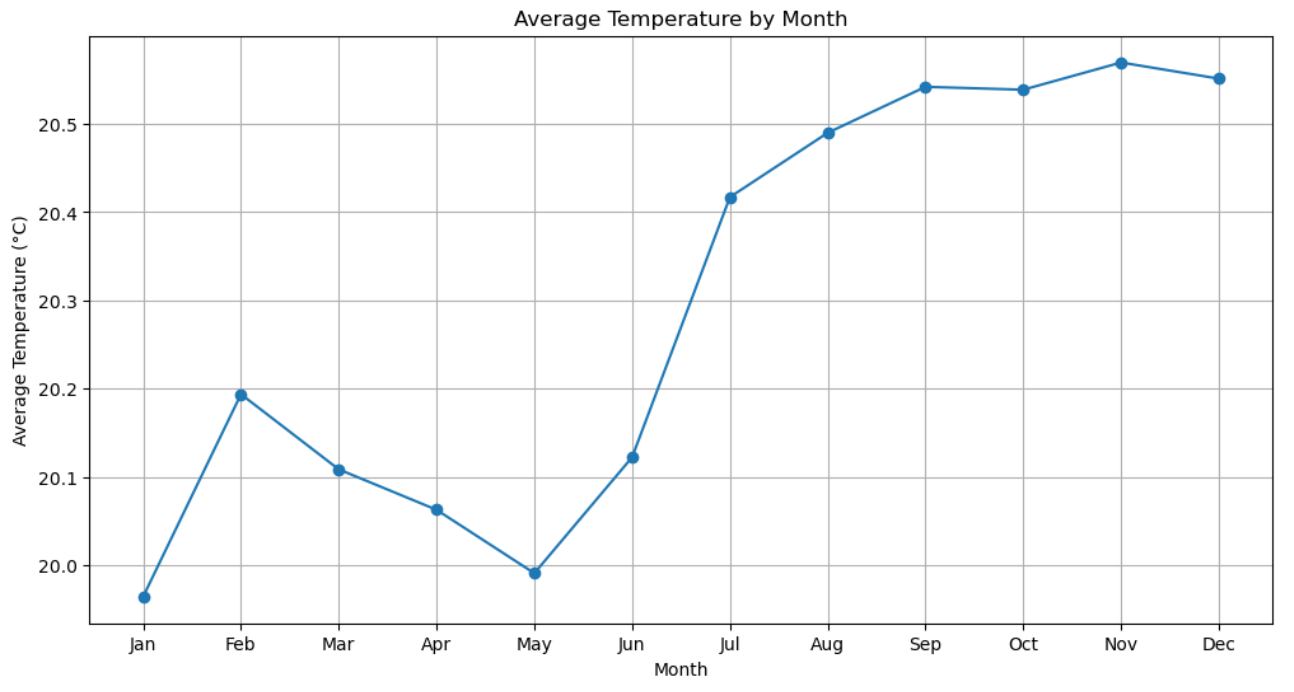 Average Temperature by Month
Average Temperature (°C)
20.5
20.4
20.3
20.2
20.1
20.0
Jan Feb Mar Apr May Jun Jul Aug Sep Oct Nov Dec
Month